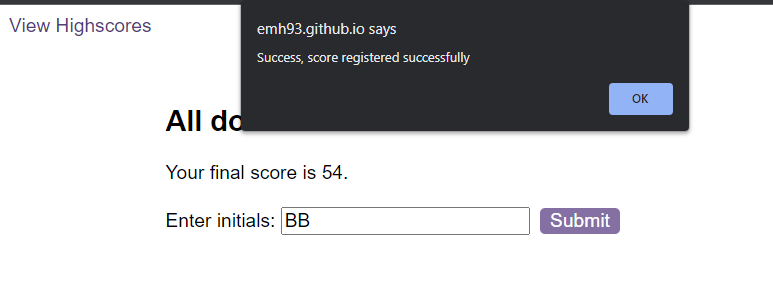 View Highscores
emh93.github.io says
Success, score registered successfully
OK
All do
Your final score is 54.
Enter initials: BB Submit